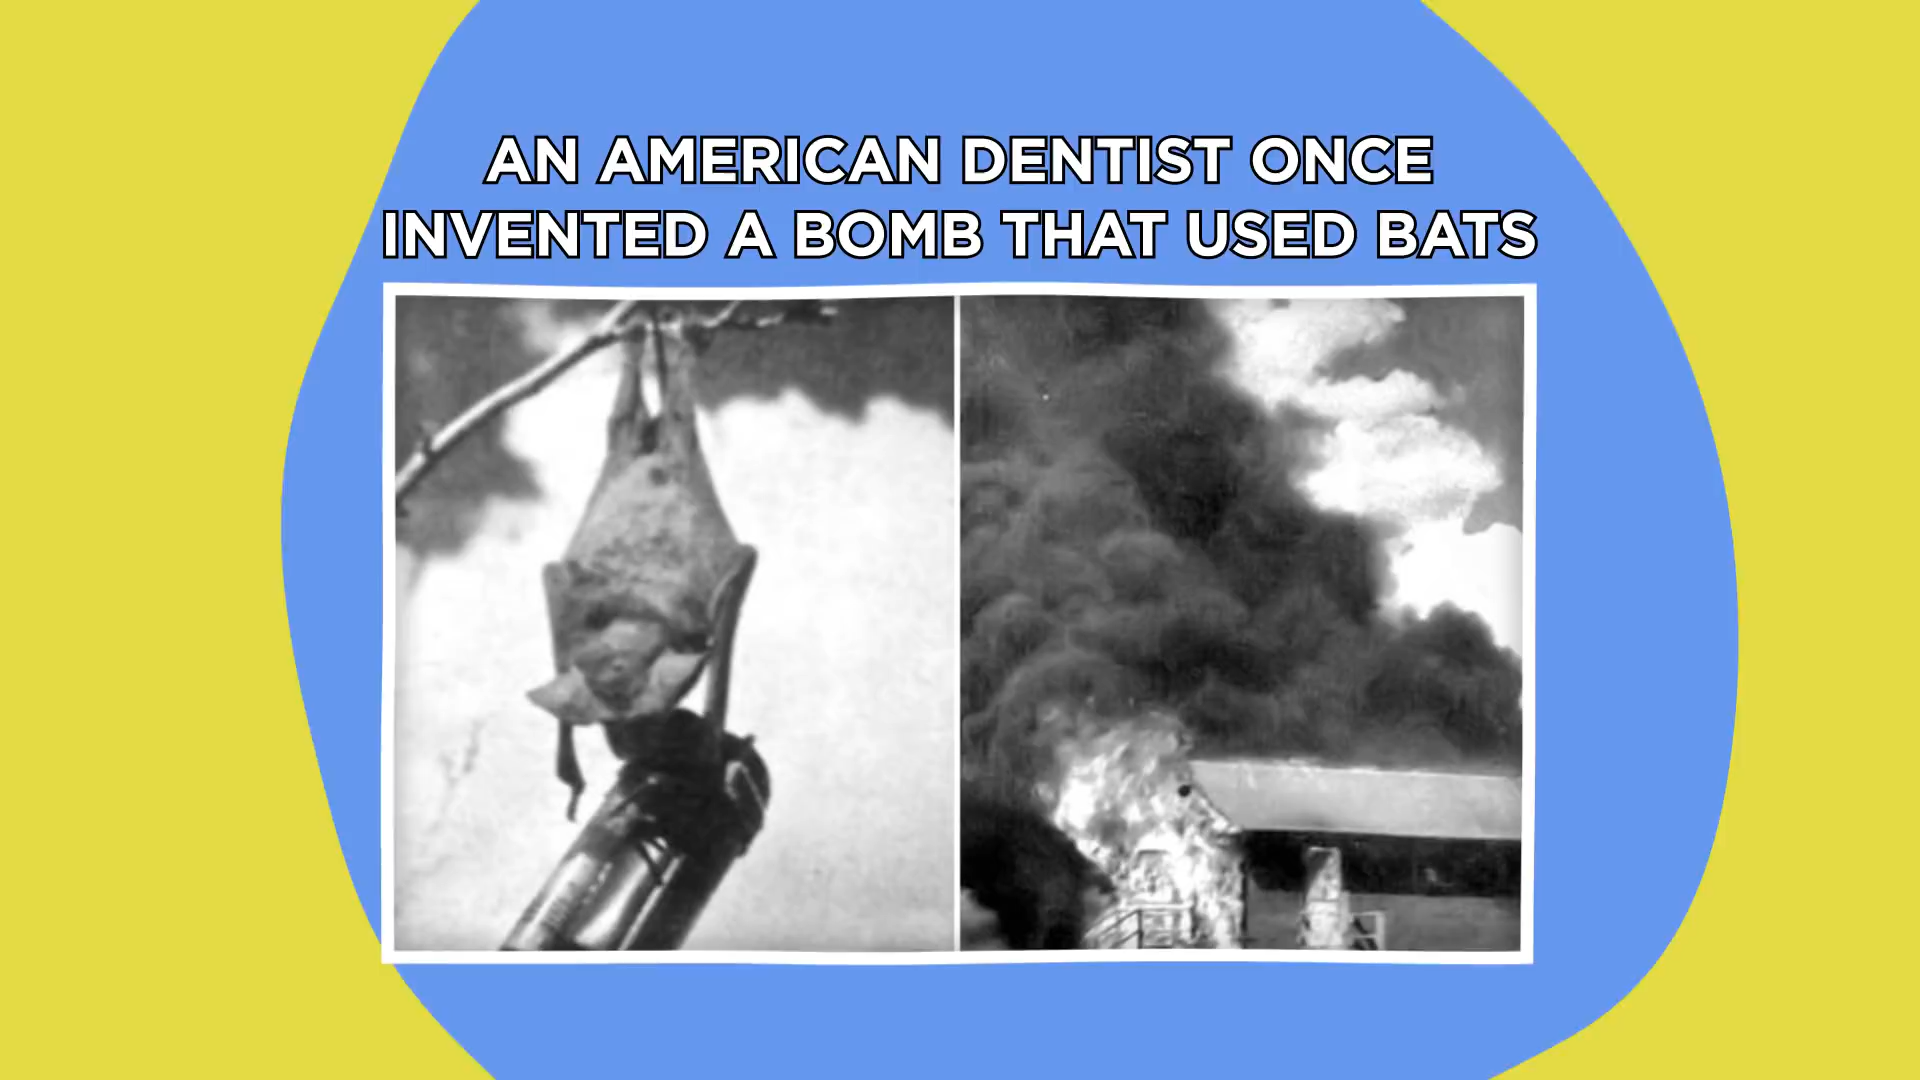 AN AMERICAN DENTIST ONCE
INVENTED A BOMB THAT USED BATS